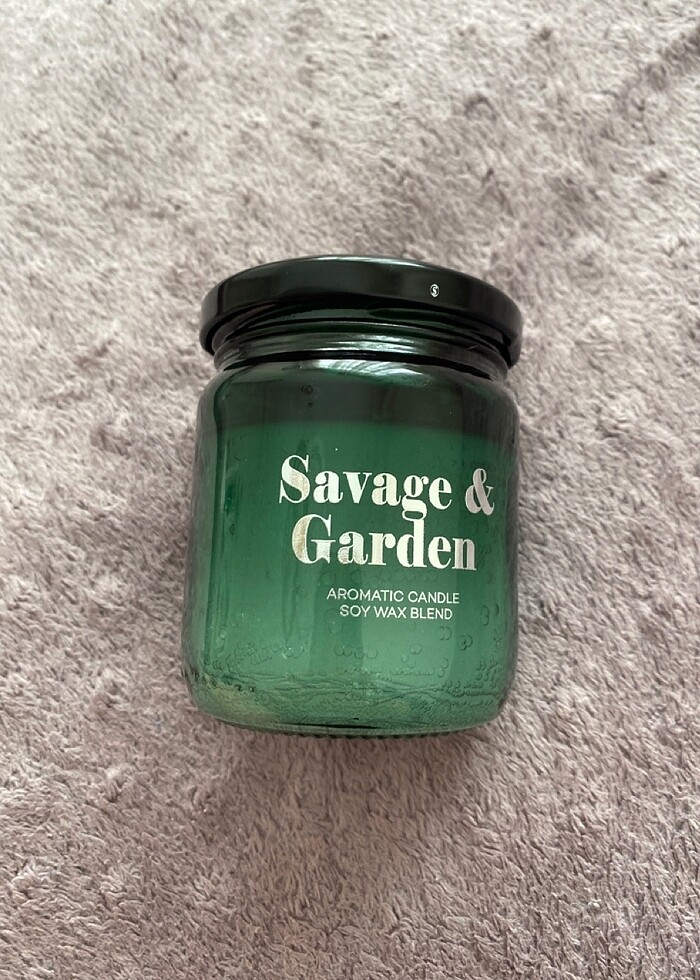 Savage &
Garden
AROMATIC CANDLE
SOY WAX BLEND